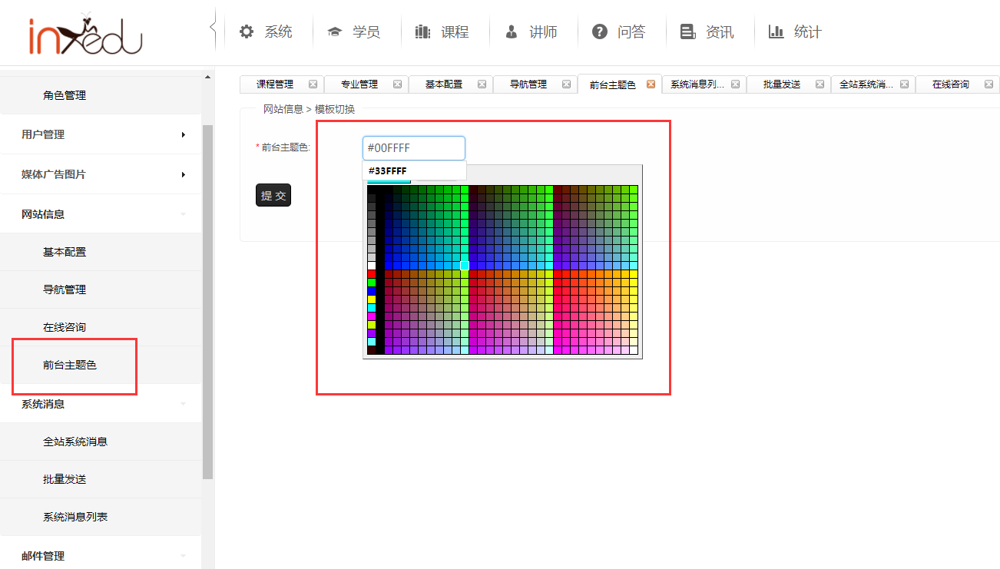 inxedu
系统
学员
课程
讲师
问答
资讯
统计
角色管理
用户管理
媒体广告图片
网站信息
基本配置
导航管理
在线咨询
前台主题色
系统消息
全站系统消息
批量发送
系统消息列表
邮件管理
课程管理
专业管理
基本配置
导航管理
前台主题色
系统消息列...
批量发送
全站系统消...
在线咨询
网站信息 > 模板切换
* 前台主题色:
#00FFFF
#33FFFF
提 交